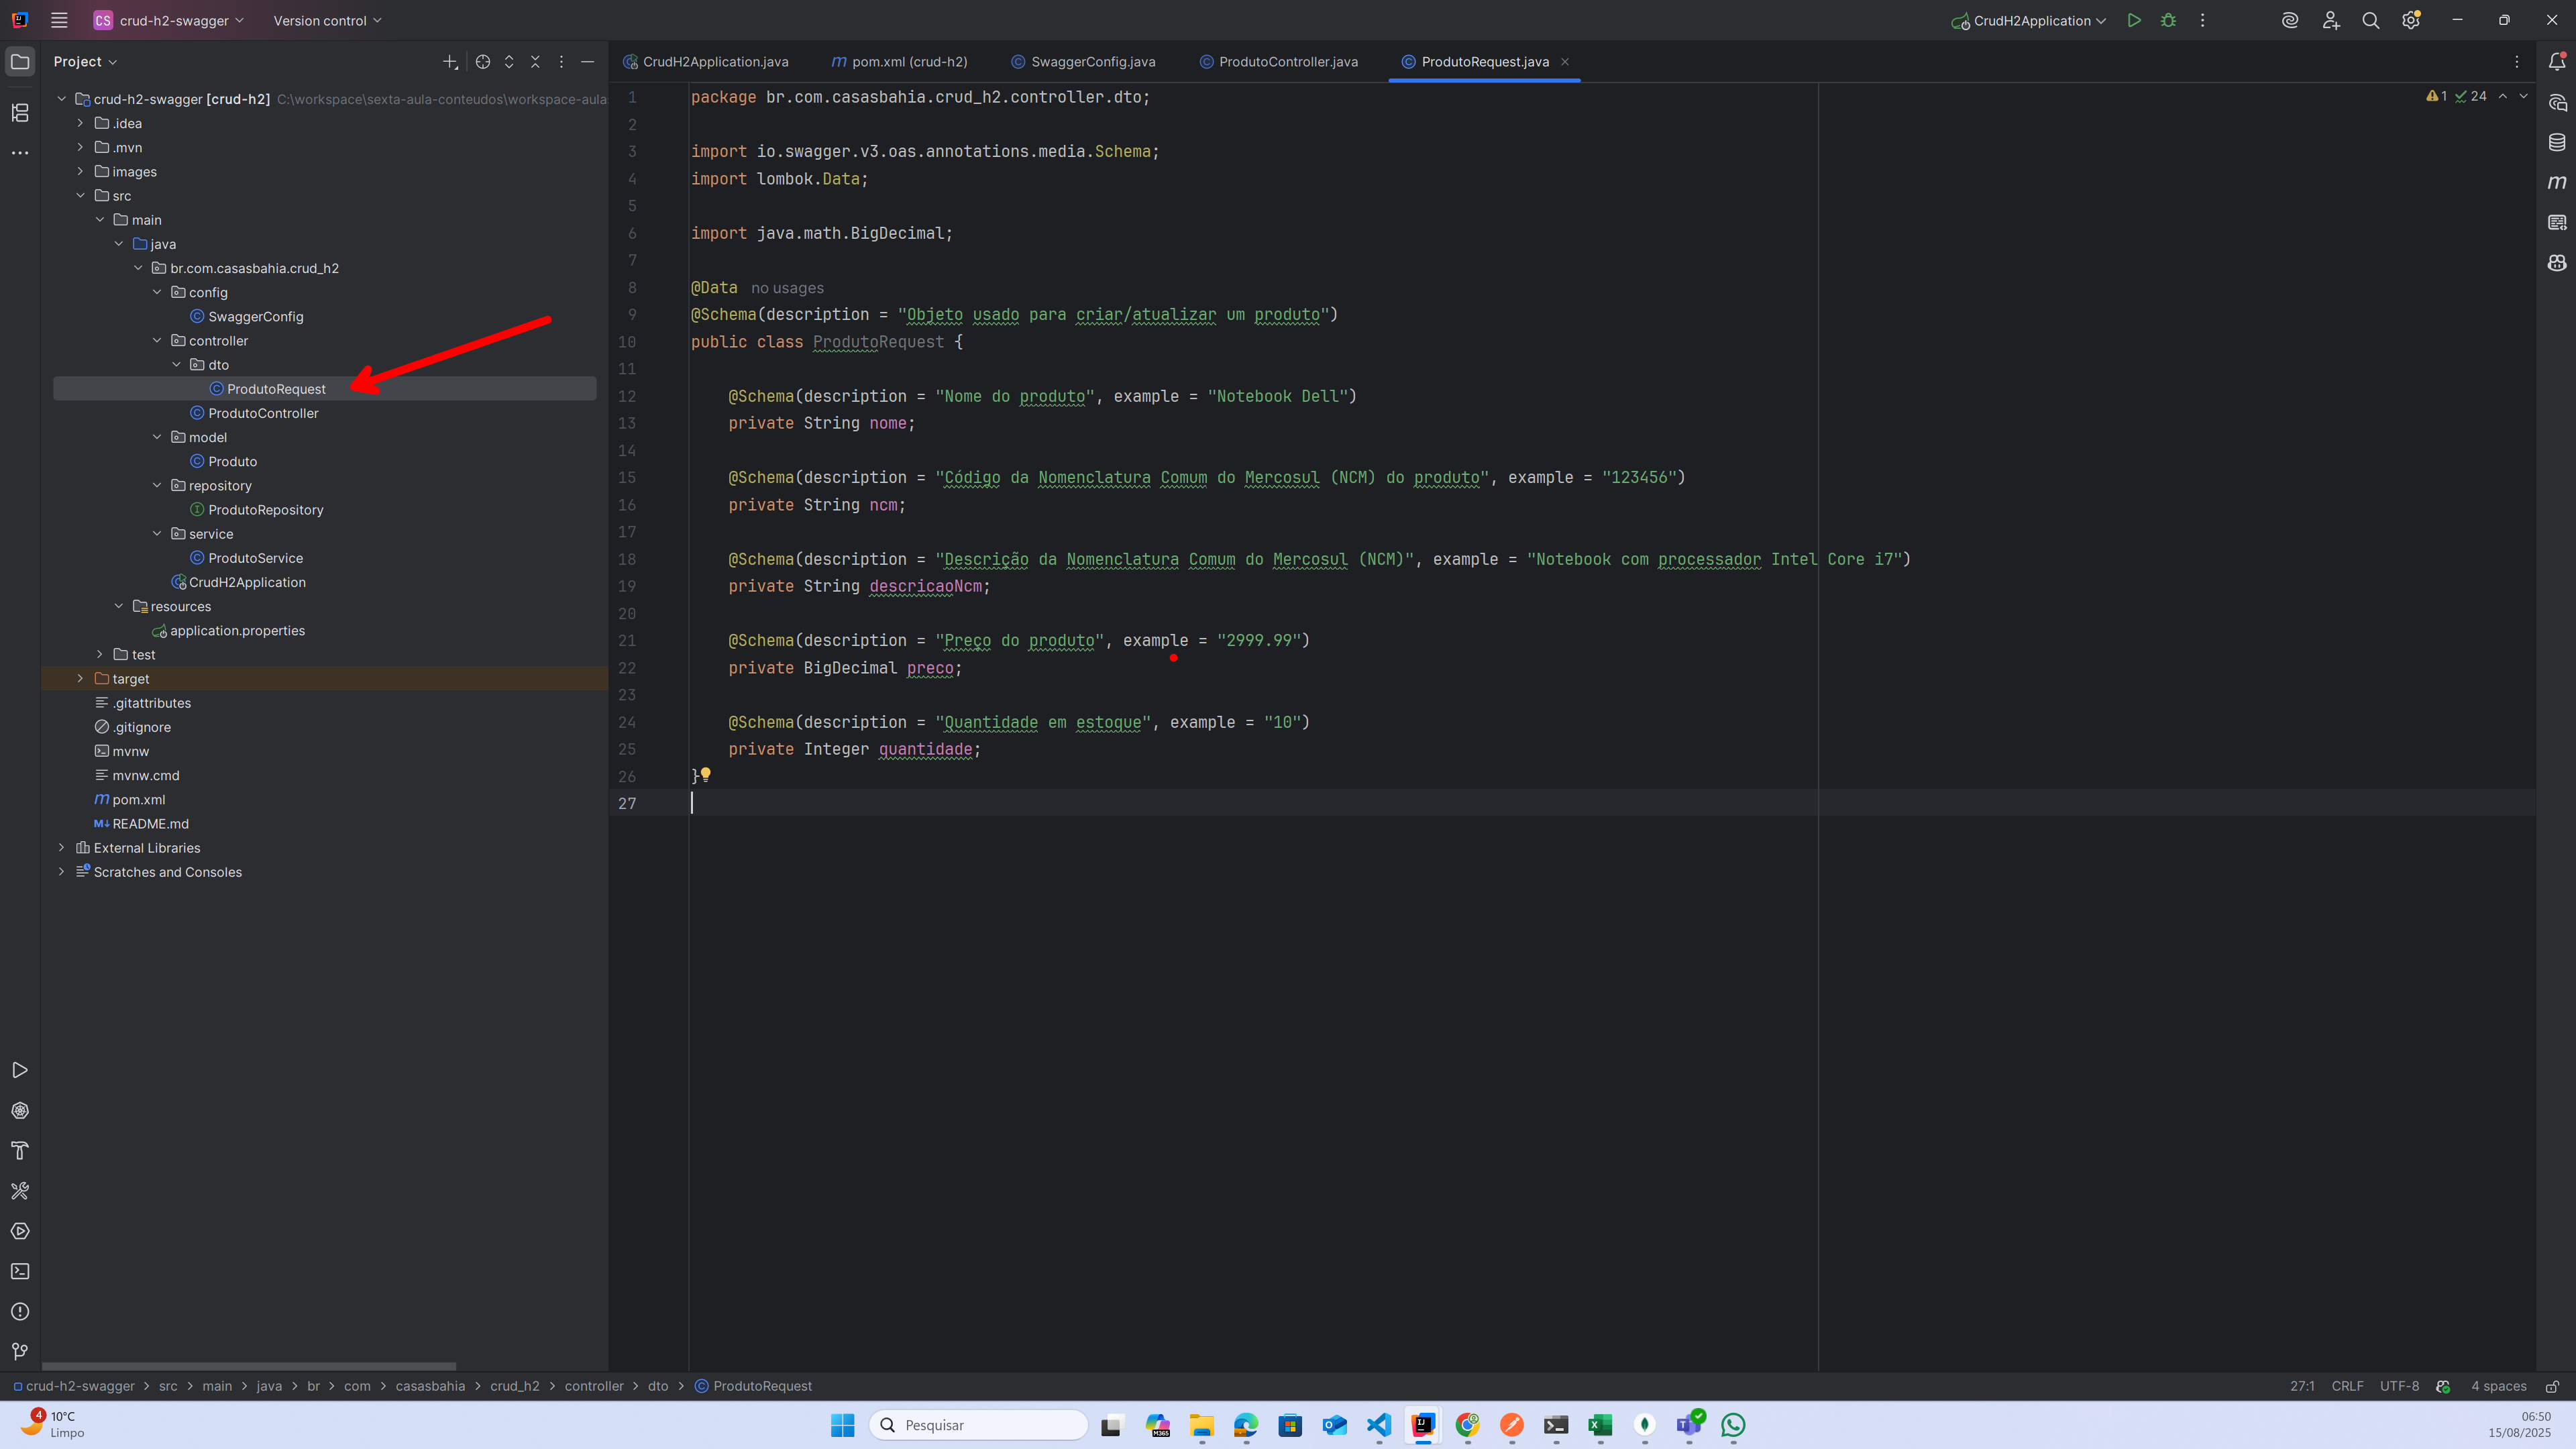 CS crud-h2-swagger Version control CrudH2Application
Project
CrudH2Application.java pom.xml (crud-h2) SwaggerConfig.java ProdutoController.java ProdutoRequest.java
crud-h2-swagger [crud-h2] C:\workspace\sexta-aula-conteudos\workspace-aula
.idea
.mvn
images
src
main
java
br.com.casasbahia.crud_h2
config
SwaggerConfig
controller
dto
ProdutoRequest
ProdutoController
model
Produto
repository
ProdutoRepository
service
ProdutoService
CrudH2Application
resources
application.properties
test
target
.gitattributes
.gitignore
mvnw
mvnw.cmd
pom.xml
README.md
External Libraries
Scratches and Consoles
1 package br.com.casasbahia.crud_h2.controller.dto; 1 24
2
3 import io.swagger.v3.oas.annotations.media.Schema;
4 import lombok.Data;
5
6 import java.math.BigDecimal;
7
8 @Data no usages
9 @Schema(description = "Objeto usado para criar/atualizar um produto")
10 public class ProdutoRequest {
11
12 @Schema(description = "Nome do produto", example = "Notebook Dell")
13 private String nome;
14
15 @Schema(description = "Código da Nomenclatura Comum do Mercosul (NCM) do produto", example = "123456")
16 private String ncm;
17
18 @Schema(description = "Descrição da Nomenclatura Comum do Mercosul (NCM)", example = "Notebook com processador Intel Core i7")
19 private String descricaoNcm;
20
21 @Schema(description = "Preço do produto", example = "2999.99")
22 private BigDecimal preco;
23
24 @Schema(description = "Quantidade em estoque", example = "10")
25 private Integer quantidade;
26 }
27
crud-h2-swagger > src > main > java > br > com > casasbahia > crud_h2 > controller > dto > ProdutoRequest 27:1 CRLF UTF-8 4 spaces
4 10°C
Limpo
Pesquisar
M365
06:50
15/08/2025